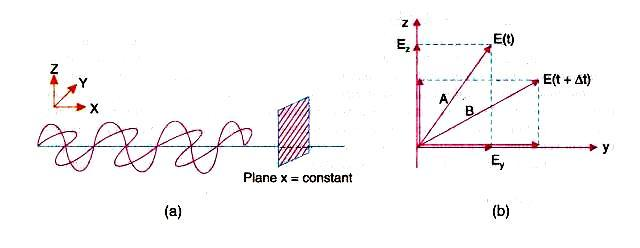 Z
Y
X
Plane x = constant
(a)
z
E_z
E(t)
E(t + Δt)
A
B
y
E_y
(b)